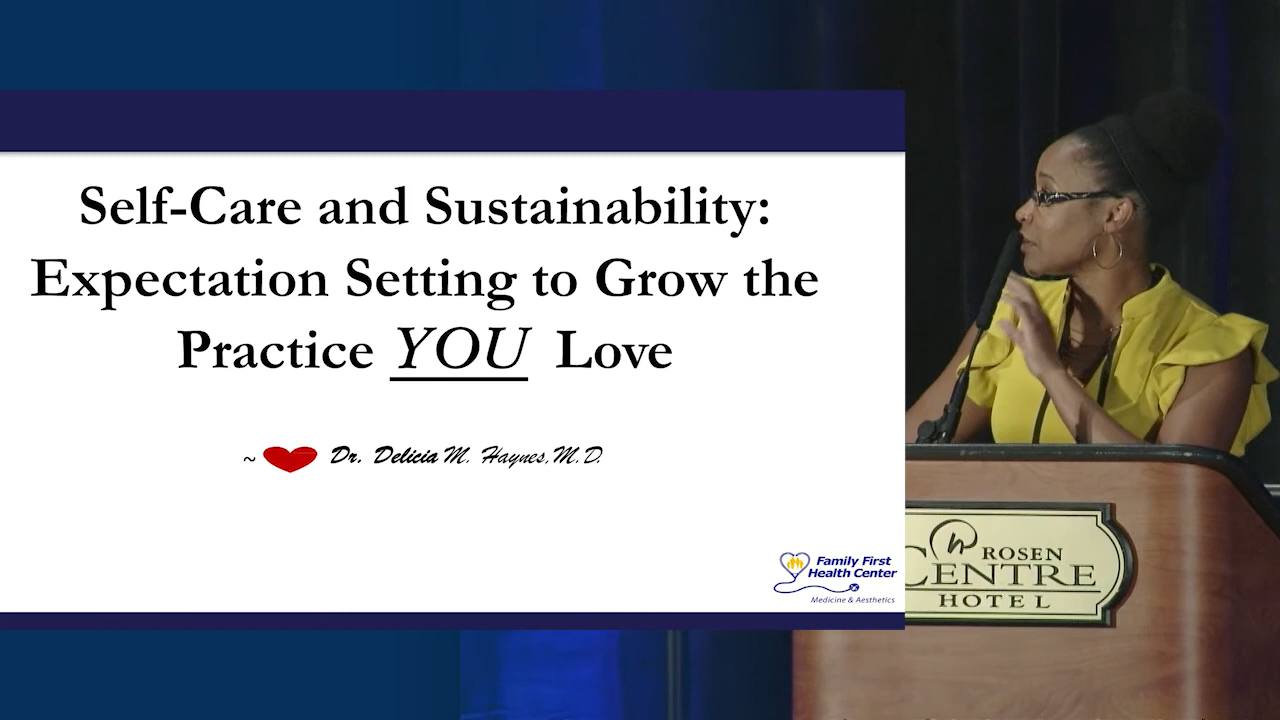 Self-Care and Sustainability:
Expectation Setting to Grow the
Practice YOU Love
~ Dr. Delicia M. Haynes, M.D.
Family First
Health Center
Medicine & Aesthetics
ROSEN
CENTRE
HOTEL